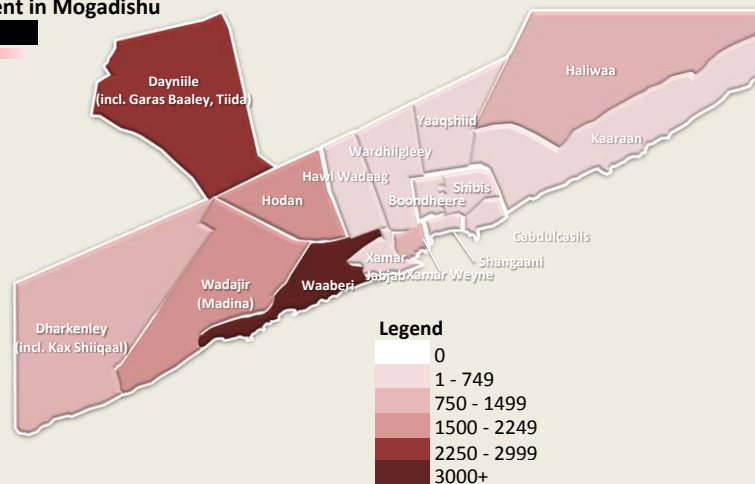 ent in Mogadishu
Dayniile
(incl. Garas Baaley, Tiida)
Haliwaa
Yaaqshiid
Kaaraan
Wardhiigleey
Hawl Wadaag
Shibis
Hodan
Boondheere
Cabdulcasiis
Xamar
Jabjab
Xamar Weyne
Shangaani
Wadajir
(Madina)
Waaberi
Dharkenley
(incl. Kax Shiiqaal)
Legend
0
1 - 749
750 - 1499
1500 - 2249
2250 - 2999
3000+